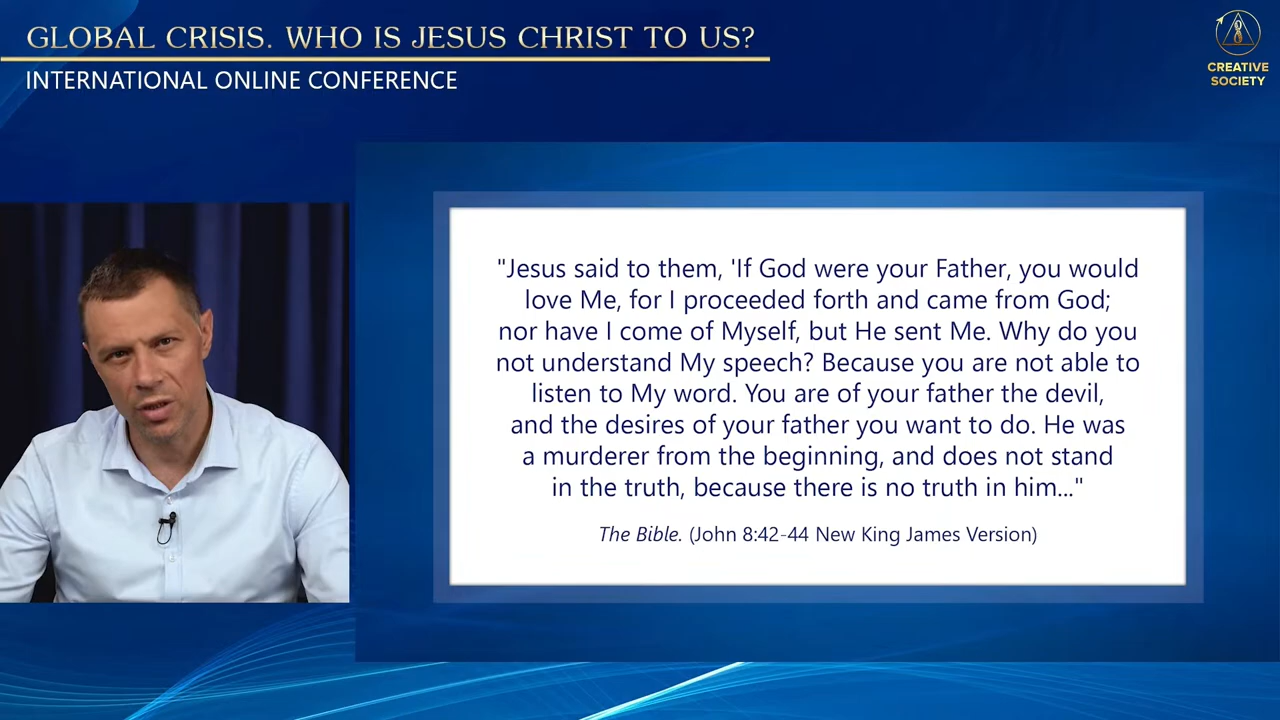 GLOBAL CRISIS. WHO IS JESUS CHRIST TO US?
INTERNATIONAL ONLINE CONFERENCE
CREATIVE
SOCIETY
"Jesus said to them, 'If God were your Father, you would
love Me, for I proceeded forth and came from God;
nor have I come of Myself, but He sent Me. Why do you
not understand My speech? Because you are not able to
listen to My word. You are of your father the devil,
and the desires of your father you want to do. He was
a murderer from the beginning, and does not stand
in the truth, because there is no truth in him..."
The Bible. (John 8:42-44 New King James Version)